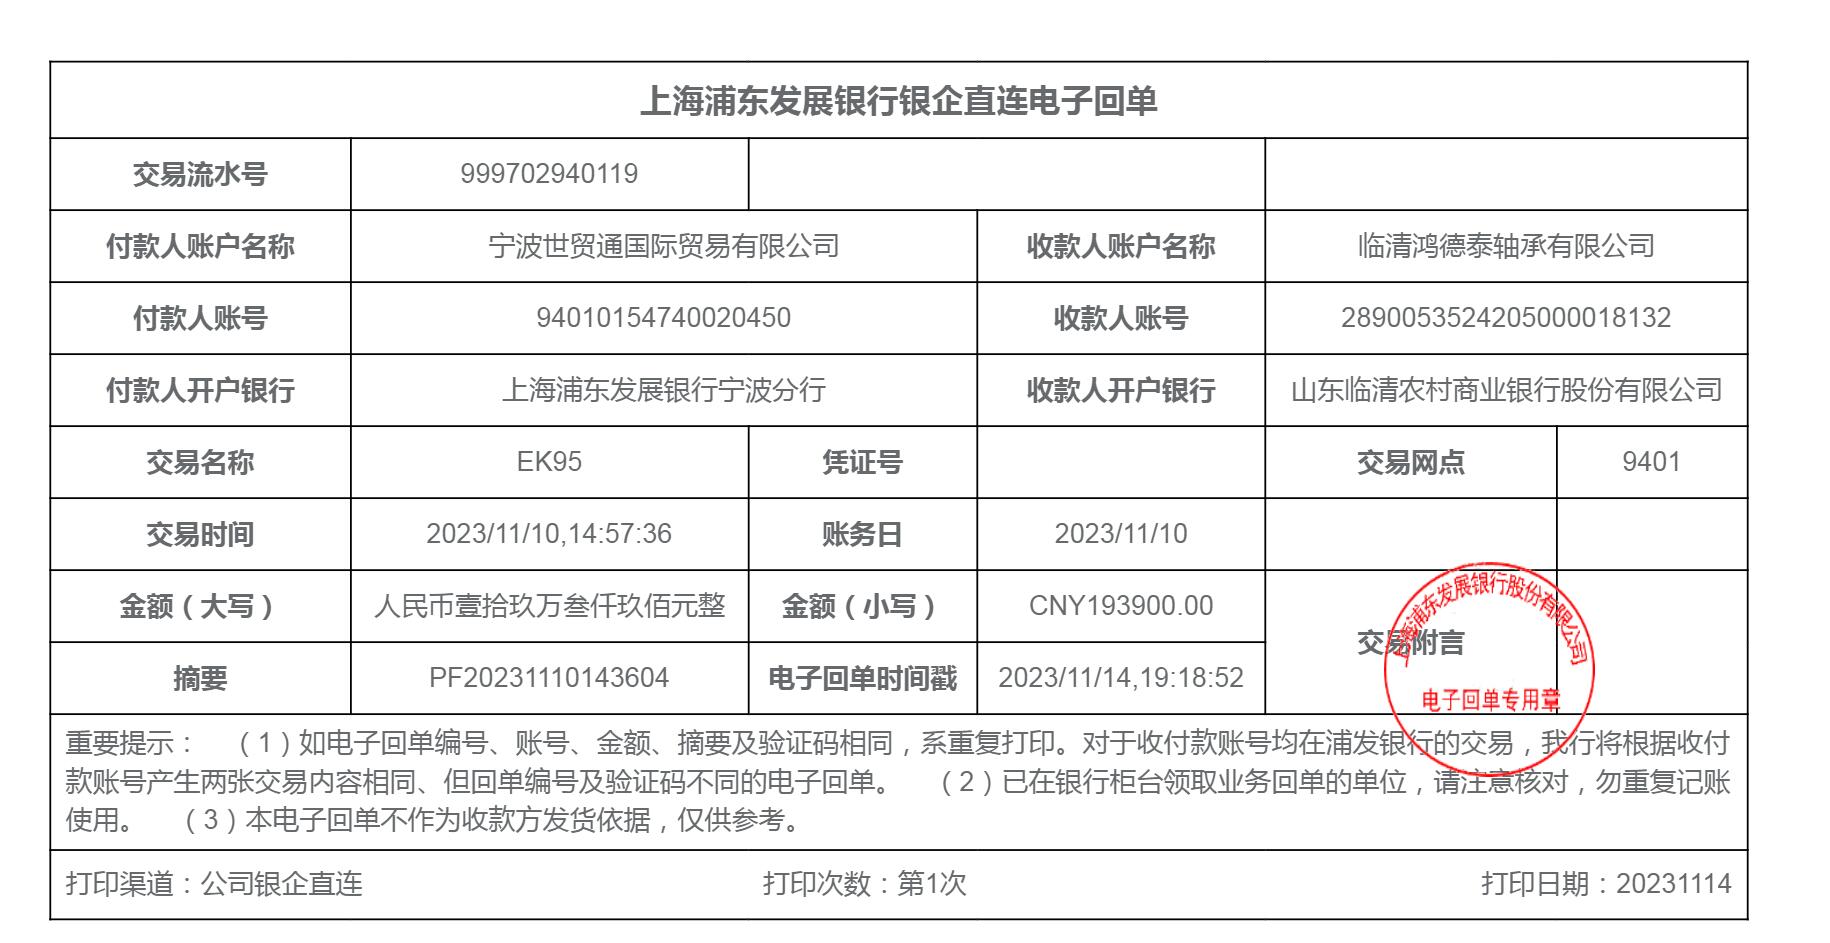 上海浦东发展银行银企直连电子回单
交易流水号 999702940119
付款人账户名称 宁波世贸通国际贸易有限公司 收款人账户名称 临清鸿德泰轴承有限公司
付款人账号 94010154740020450 收款人账号 2890053524205000018132
付款人开户银行 上海浦东发展银行宁波分行 收款人开户银行 山东临清农村商业银行股份有限公司
交易名称 EK95 凭证号 交易网点 9401
交易时间 2023/11/10,14:57:36 账务日 2023/11/10
金额（大写） 人民币壹拾玖万叁仟玖佰元整 金额（小写） CNY193900.00
交易附言
摘要 PF20231110143604 电子回单时间戳 2023/11/14,19:18:52
上海浦东发展银行股份有限公司
电子回单专用章
重要提示： （1）如电子回单编号、账号、金额、摘要及验证码相同，系重复打印。对于收付款账号均在浦发银行的交易，我行将根据收付
款账号产生两张交易内容相同、但回单编号及验证码不同的电子回单。 （2）已在银行柜台领取业务回单的单位，请注意核对，勿重复记账
使用。 （3）本电子回单不作为收款方发货依据，仅供参考。
打印渠道：公司银企直连 打印次数：第1次 打印日期：20231114